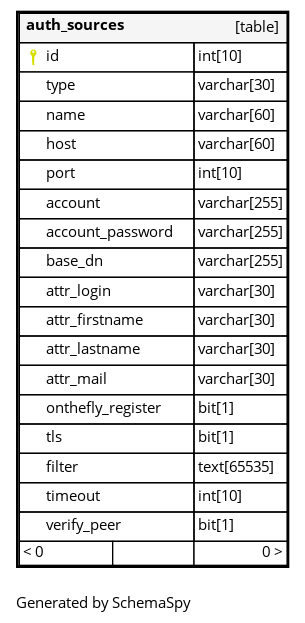 auth_sources [table]
id int[10]
type varchar[30]
name varchar[60]
host varchar[60]
port int[10]
account varchar[255]
account_password varchar[255]
base_dn varchar[255]
attr_login varchar[30]
attr_firstname varchar[30]
attr_lastname varchar[30]
attr_mail varchar[30]
onthefly_register bit[1]
tls bit[1]
filter text[65535]
timeout int[10]
verify_peer bit[1]
< 0 0 >
Generated by SchemaSpy